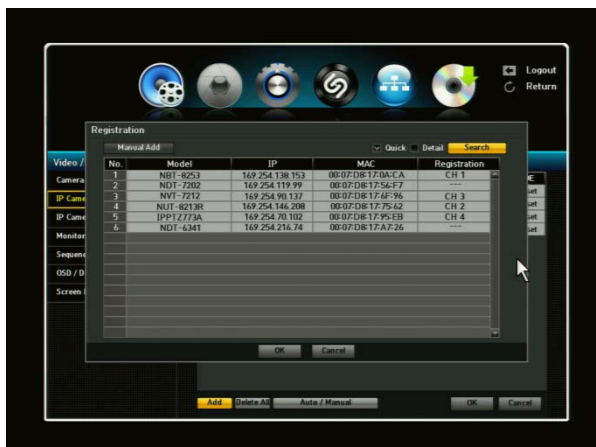 Logout
Return
Registration
Manual Add Quick Detail Search
No. Model IP MAC Registration
1 NBT-8253 169.254.138.153 00:07:D8:17:0A:CA CH 1
2 NDT-7202 169.254.119.99 00:07:D8:17:56:F7 ---
3 NVT-7212 169.254.90.137 00:07:D8:17:6F:96 CH 3
4 NUT-8213R 169.254.146.208 00:07:D8:17:75:62 CH 2
5 IPPTZ773A 169.254.70.102 00:07:D8:17:95:EB CH 4
6 NDT-6341 169.254.216.74 00:07:D8:17:A7:26 ---
OK Cancel
Video /
Camera
IP Came
IP Came
Monitor
Sequenc
OSD / D
Screen
Add Delete All Auto / Manual OK Cancel